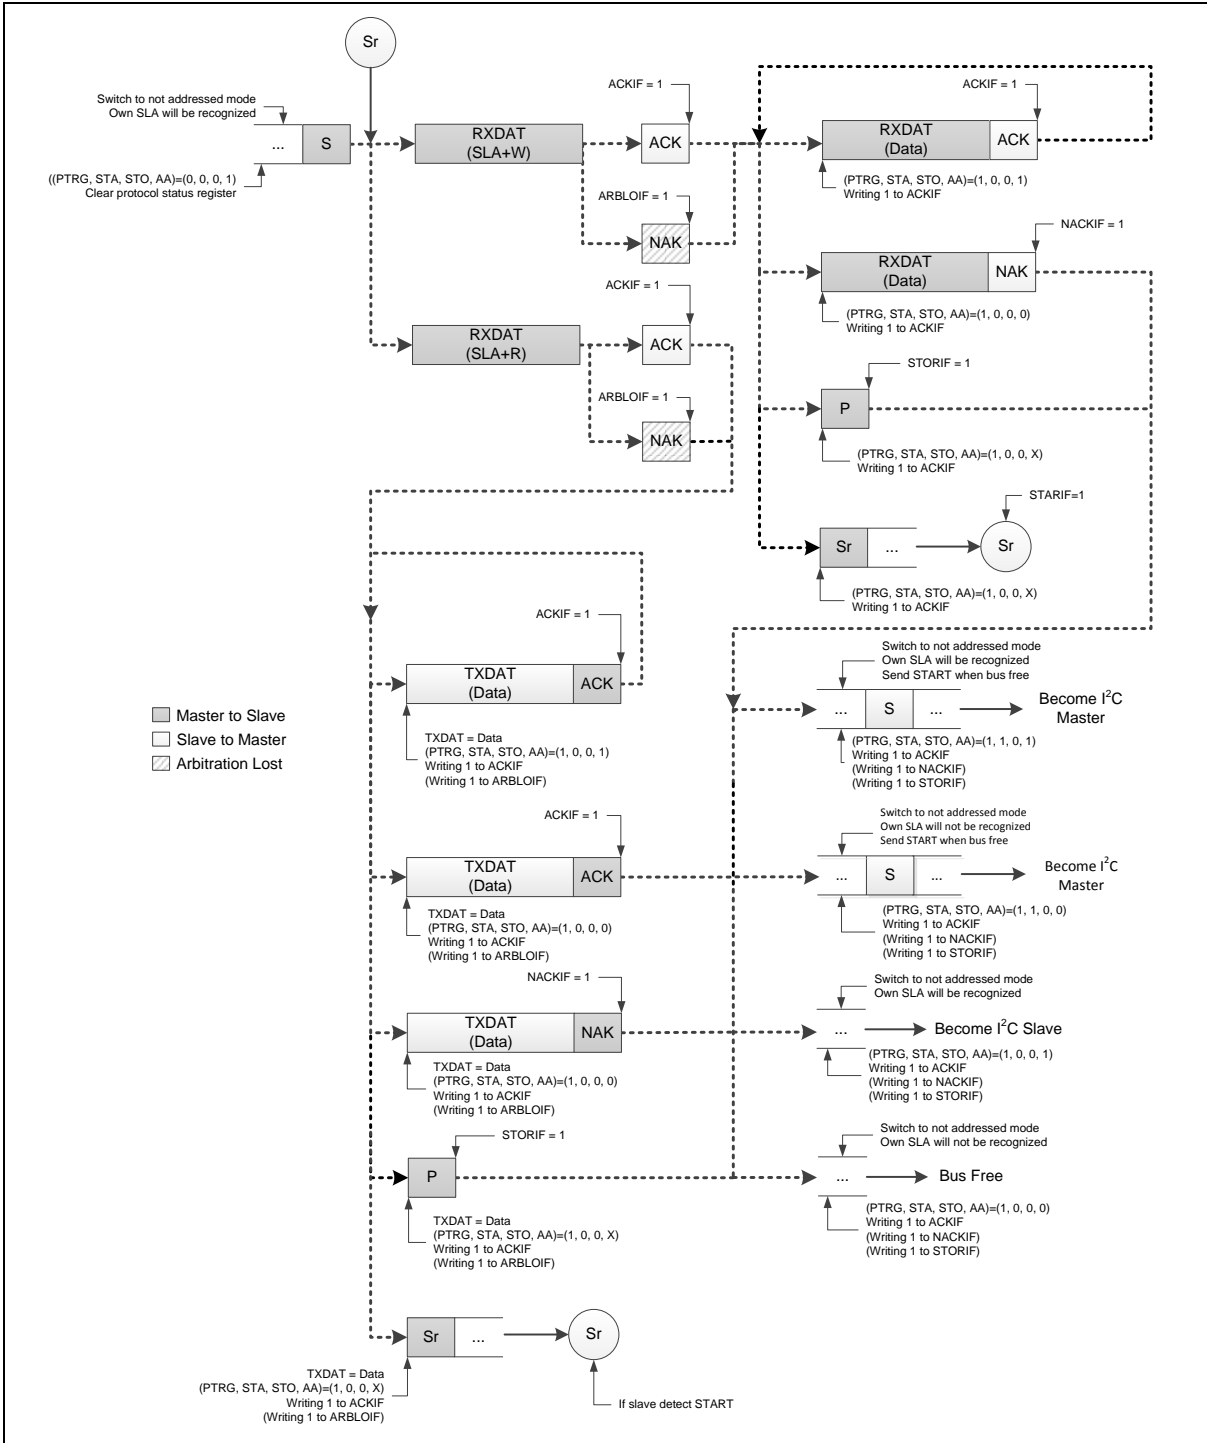 Sr
Switch to not addressed mode
Own SLA will be recognized
...
S
((PTRG, STA, STO, AA)=(0, 0, 0, 1)
Clear protocol status register
RXDAT
(SLA+W)
ACKIF = 1
ACK
ARBLOIF = 1
NAK
ACKIF = 1
RXDAT
(SLA+R)
ACK
ARBLOIF = 1
NAK
ACKIF = 1
RXDAT
(Data)
ACK
(PTRG, STA, STO, AA)=(1, 0, 0, 1)
Writing 1 to ACKIF
NACKIF = 1
RXDAT
(Data)
NAK
(PTRG, STA, STO, AA)=(1, 0, 0, 0)
Writing 1 to ACKIF
STORIF = 1
P
(PTRG, STA, STO, AA)=(1, 0, 0, X)
Writing 1 to ACKIF
STARIF=1
Sr
...
Sr
(PTRG, STA, STO, AA)=(1, 0, 0, X)
Writing 1 to ACKIF
Master to Slave
Slave to Master
Arbitration Lost
ACKIF = 1
TXDAT
(Data)
ACK
TXDAT = Data
(PTRG, STA, STO, AA)=(1, 0, 0, 1)
Writing 1 to ACKIF
(Writing 1 to ARBLOIF)
Switch to not addressed mode
Own SLA will be recognized
Send START when bus free
...
S
...
Become I2C
Master
(PTRG, STA, STO, AA)=(1, 1, 0, 1)
Writing 1 to ACKIF
(Writing 1 to NACKIF)
(Writing 1 to STORIF)
ACKIF = 1
TXDAT
(Data)
ACK
TXDAT = Data
(PTRG, STA, STO, AA)=(1, 0, 0, 0)
Writing 1 to ACKIF
(Writing 1 to ARBLOIF)
Switch to not addressed mode
Own SLA will not be recognized
Send START when bus free
...
S
...
Become I2C
Master
(PTRG, STA, STO, AA)=(1, 1, 0, 0)
Writing 1 to ACKIF
(Writing 1 to NACKIF)
(Writing 1 to STORIF)
NACKIF = 1
TXDAT
(Data)
NAK
TXDAT = Data
(PTRG, STA, STO, AA)=(1, 0, 0, 0)
Writing 1 to ACKIF
(Writing 1 to ARBLOIF)
Switch to not addressed mode
Own SLA will be recognized
...
Become I2C Slave
(PTRG, STA, STO, AA)=(1, 0, 0, 1)
Writing 1 to ACKIF
(Writing 1 to NACKIF)
(Writing 1 to STORIF)
STORIF = 1
P
TXDAT = Data
(PTRG, STA, STO, AA)=(1, 0, 0, X)
Writing 1 to ACKIF
(Writing 1 to ARBLOIF)
Switch to not addressed mode
Own SLA will not be recognized
...
Bus Free
(PTRG, STA, STO, AA)=(1, 0, 0, 0)
Writing 1 to ACKIF
(Writing 1 to NACKIF)
(Writing 1 to STORIF)
Sr
...
Sr
TXDAT = Data
(PTRG, STA, STO, AA)=(1, 0, 0, X)
Writing 1 to ACKIF
(Writing 1 to ARBLOIF)
If slave detect START